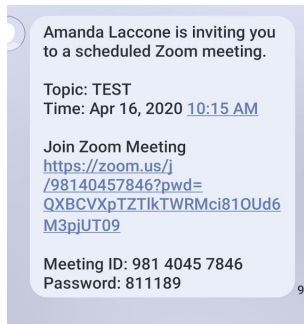 Amanda Laccone is inviting you
to a scheduled Zoom meeting.
Topic: TEST
Time: Apr 16, 2020 10:15 AM
Join Zoom Meeting
https://zoom.us/j
/98140457846?pwd=
QXBCVXpTZTlkTWRMci81OUd6
M3pjUT09
Meeting ID: 981 4045 7846
Password: 811189
9